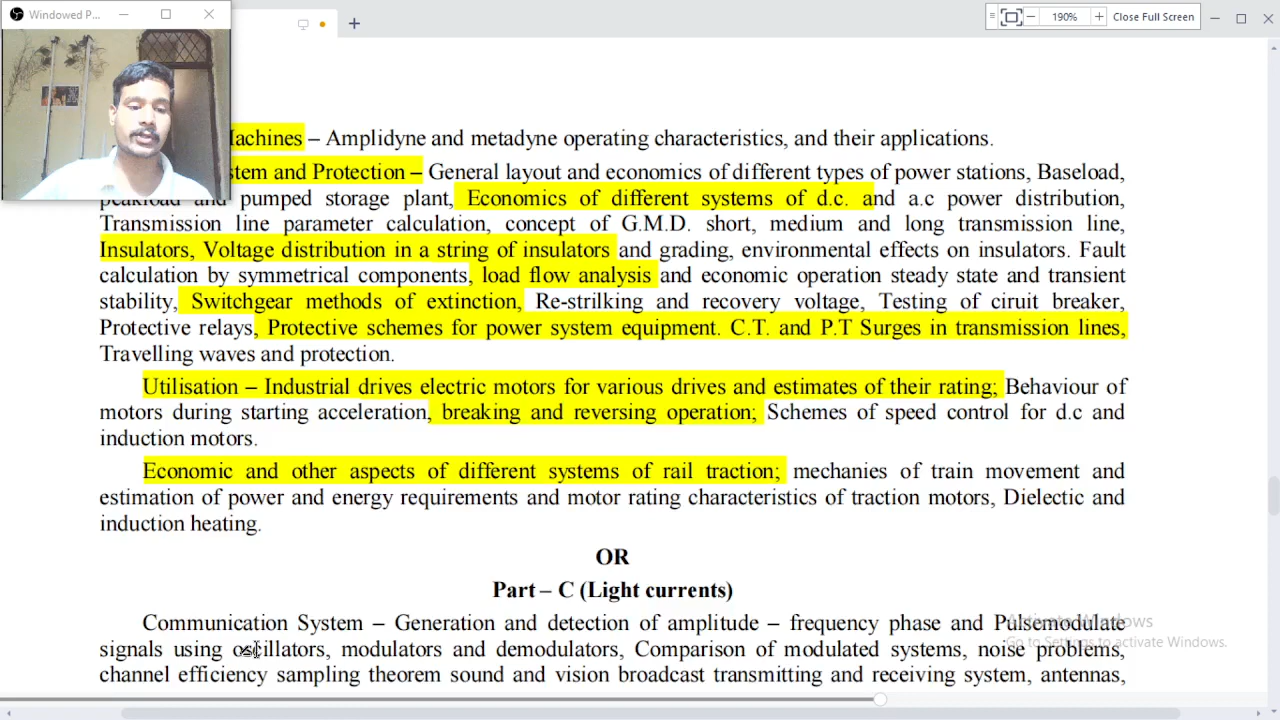 Windowed P...
190% Close Full Screen
Machines – Amplidyne and metadyne operating characteristics, and their applications.
stem and Protection – General layout and economics of different types of power stations, Baseload,
peakload and pumped storage plant, Economics of different systems of d.c. and a.c power distribution,
Transmission line parameter calculation, concept of G.M.D. short, medium and long transmission line,
Insulators, Voltage distribution in a string of insulators and grading, environmental effects on insulators. Fault
calculation by symmetrical components, load flow analysis and economic operation steady state and transient
stability, Switchgear methods of extinction, Re-strilking and recovery voltage, Testing of ciruit breaker,
Protective relays, Protective schemes for power system equipment. C.T. and P.T Surges in transmission lines,
Travelling waves and protection.
Utilisation – Industrial drives electric motors for various drives and estimates of their rating; Behaviour of
motors during starting acceleration, breaking and reversing operation; Schemes of speed control for d.c and
induction motors.
Economic and other aspects of different systems of rail traction; mechanies of train movement and
estimation of power and energy requirements and motor rating characteristics of traction motors, Dielectic and
induction heating.
OR
Part – C (Light currents)
Communication System – Generation and detection of amplitude – frequency phase and Pulsemodulate
signals using oscillators, modulators and demodulators, Comparison of modulated systems, noise problems,
channel efficiency sampling theorem sound and vision broadcast transmitting and receiving system, antennas,
Activate Windows
Go to Settings to activate Windows.